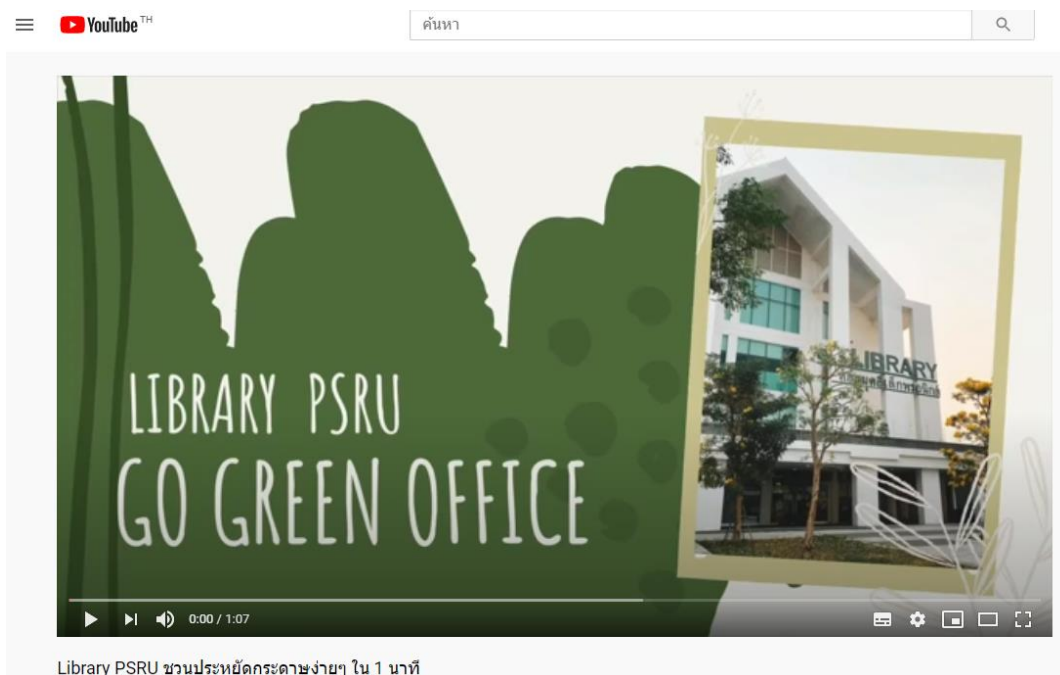 YouTube TH
ค้นหา
LIBRARY
LIBRARY PSRU
GO GREEN OFFICE
0:00 / 1:07
Library PSRU ชวนประหยัดกระดาษง่ายๆ ใน 1 นาที